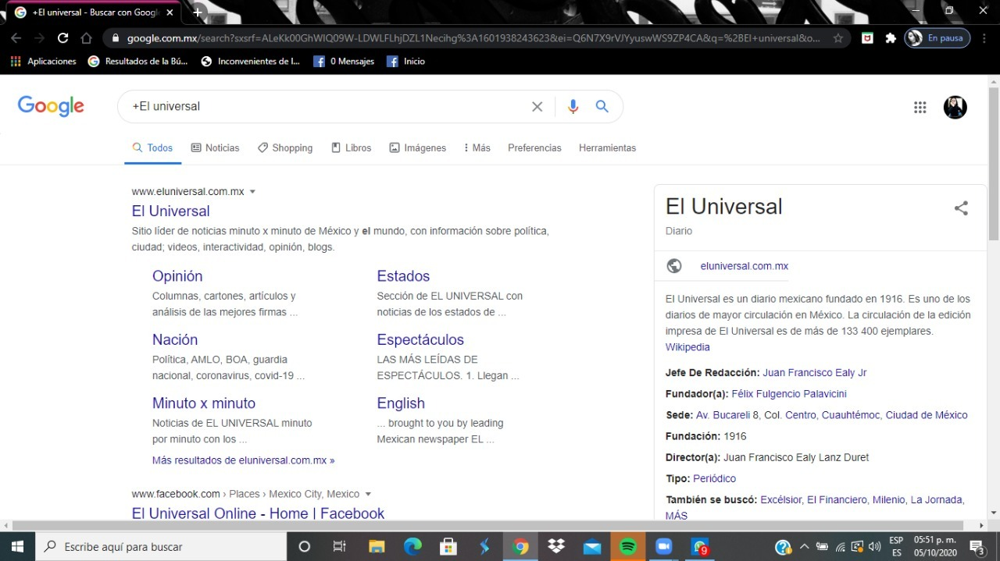 +El universal - Buscar con Googl
google.com.mx/search?sxsrf=ALeKk00GhWIQ09W-LDWLFLhjDZL1Necihg%3A1601938243623&ei=Q6N7X9rVJYyuswWS9ZP4CA&q=%2BEl+universal&o...
En pausa
Aplicaciones Resultados de la Bú... Inconvenientes de l... 0 Mensajes Inicio
Google
+El universal
Todos Noticias Shopping Libros Imágenes Más Preferencias Herramientas
www.eluniversal.com.mx
El Universal
Sitio líder de noticias minuto x minuto de México y el mundo, con información sobre política,
ciudad; videos, interactividad, opinión, blogs.
Opinión
Columnas, cartones, artículos y
análisis de las mejores firmas ...
Estados
Sección de EL UNIVERSAL con
noticias de los estados de ...
Nación
Política, AMLO, BOA, guardia
nacional, coronavirus, covid-19 ...
Espectáculos
LAS MÁS LEÍDAS DE
ESPECTÁCULOS. 1. Llegan ...
Minuto x minuto
Noticias de EL UNIVERSAL minuto
por minuto con los ...
English
... brought to you by leading
Mexican newspaper EL ...
Más resultados de eluniversal.com.mx »
www.facebook.com › Places › Mexico City, Mexico
El Universal Online - Home | Facebook
El Universal
Diario
eluniversal.com.mx
El Universal es un diario mexicano fundado en 1916. Es uno de los
diarios de mayor circulación en México. La circulación de la edición
impresa de El Universal es de más de 133 400 ejemplares.
Wikipedia
Jefe De Redacción: Juan Francisco Ealy Jr
Fundador(a): Félix Fulgencio Palavicini
Sede: Av. Bucareli 8, Col. Centro, Cuauhtémoc, Ciudad de México
Fundación: 1916
Director(a): Juan Francisco Ealy Lanz Duret
Tipo: Periódico
También se buscó: Excélsior, El Financiero, Milenio, La Jornada,
MÁS
Escribe aquí para buscar
9
ESP
ES
05:51 p. m.
05/10/2020
3